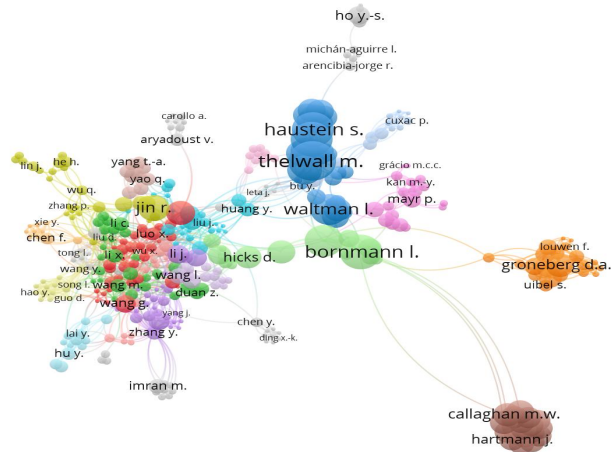 ho y.-s.
michán-aguirre l.
arencibia-jorge r.
carollo a.
aryadoust v.
cuxac p.
haustein s.
thelwall m.
lin j.
he h.
yang t.-a.
yao q.
wu q.
grácio m.c.c.
kan m.-y.
mayr p.
leta j.
bu y.
zhang p.
jin r.
huang y.
waltman l.
xie y.
li c.
liu j.
chen f.
liu d.
luo x.
tong l.
li x.
wu x.
li j.
hicks d.
bornmann l.
louwen f.
groneberg d.a.
uibel s.
wang y.
wang l.
song l.
wang m.
hao y.
guo d.
wang g.
duan z.
yang j.
lai y.
zhang y.
chen y.
ding x.-k.
hu y.
imran m.
callaghan m.w.
hartmann j.